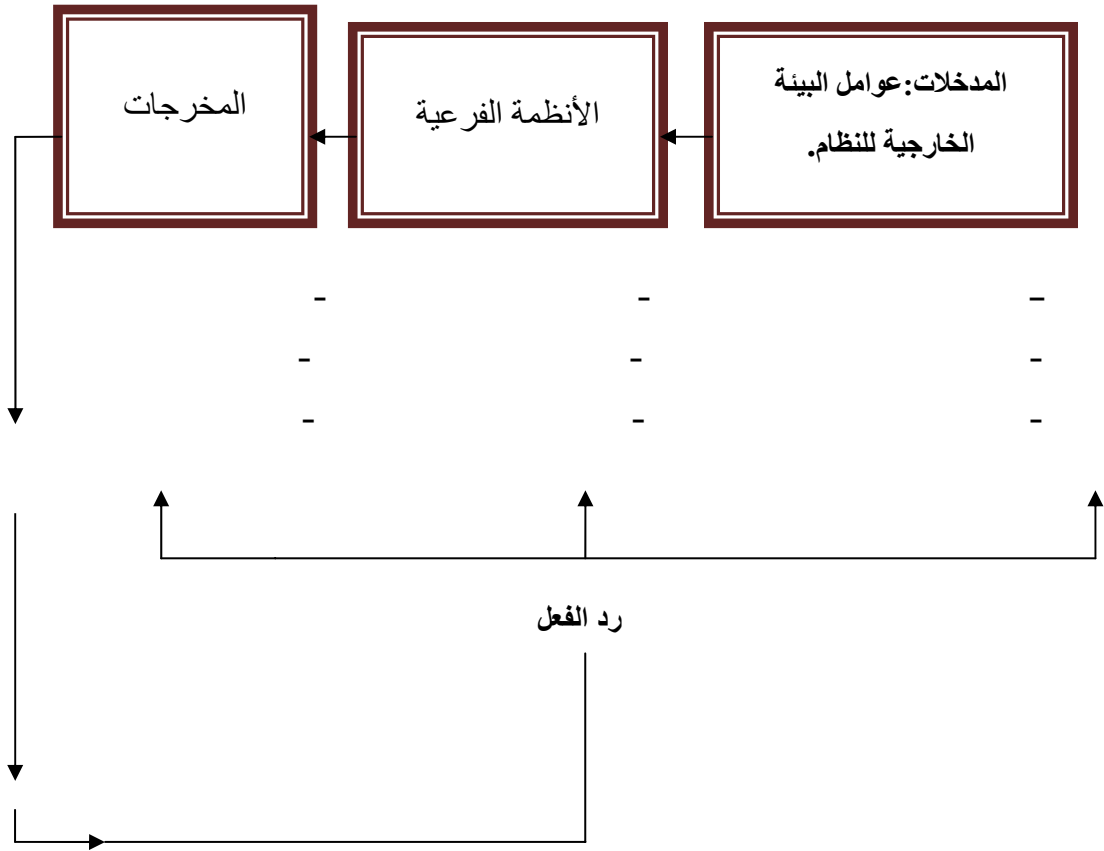 المدخلات:عوامل البيئة
الخارجية للنظام.
الأنظمة الفرعية
المخرجات
- - -
- - -
- - -
رد الفعل